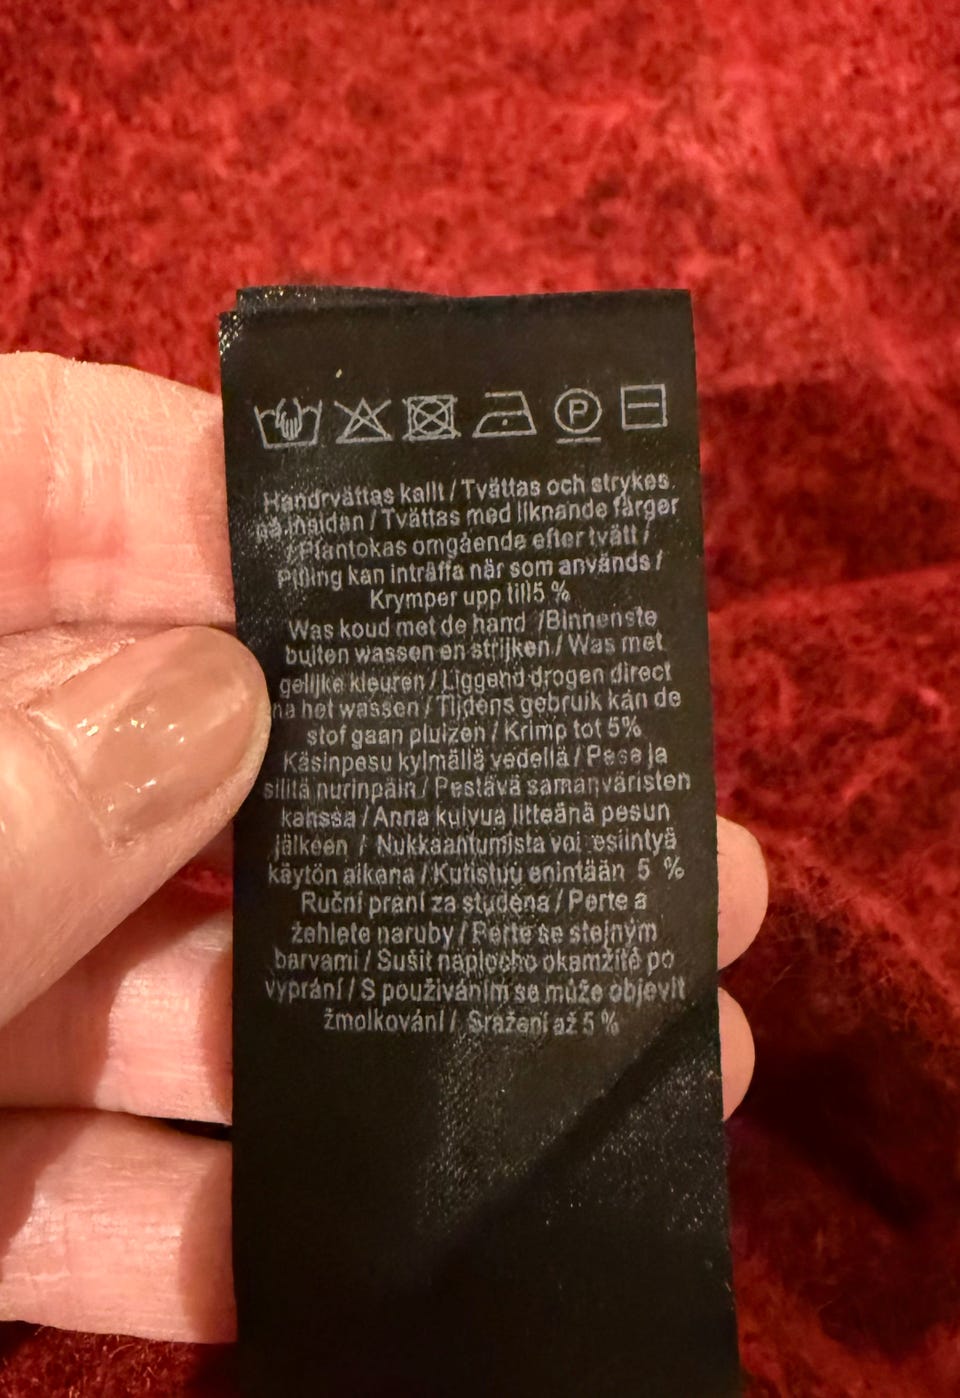 P
Handrvättas kallt / Tvättas och strykes
på insidan / Tvättas med liknande färger
/ Plantokas omgående efter tvätt /
Pilling kan inträffa när som används /
Krymper upp till15 %
Was koud met de hand /Binnenste
buiten wassen en strijken / Was met
gelijke kleuren / Liggend drogen direct
na het wassen / Tijdens gebruik kan de
stof gaan pluizen / Krimp tot 5%
Käsinpesu kylmällä vedellä / Pese ja
silitä nurinpäin / Pestävä samanväristen
kanssa / Anna kuivua litteänä pesun
jälkeen / Nukkaantumista voi esiintyä
käytön aikana / Kutistuu enintään 5 %
Ruční praní za studena / Perte a
žehlete naruby / Perte se stejným
barvami / Sušit naplocho okamžitě po
vyprání / S používáním se může objevit
žmolkování / Sražení až 5 %